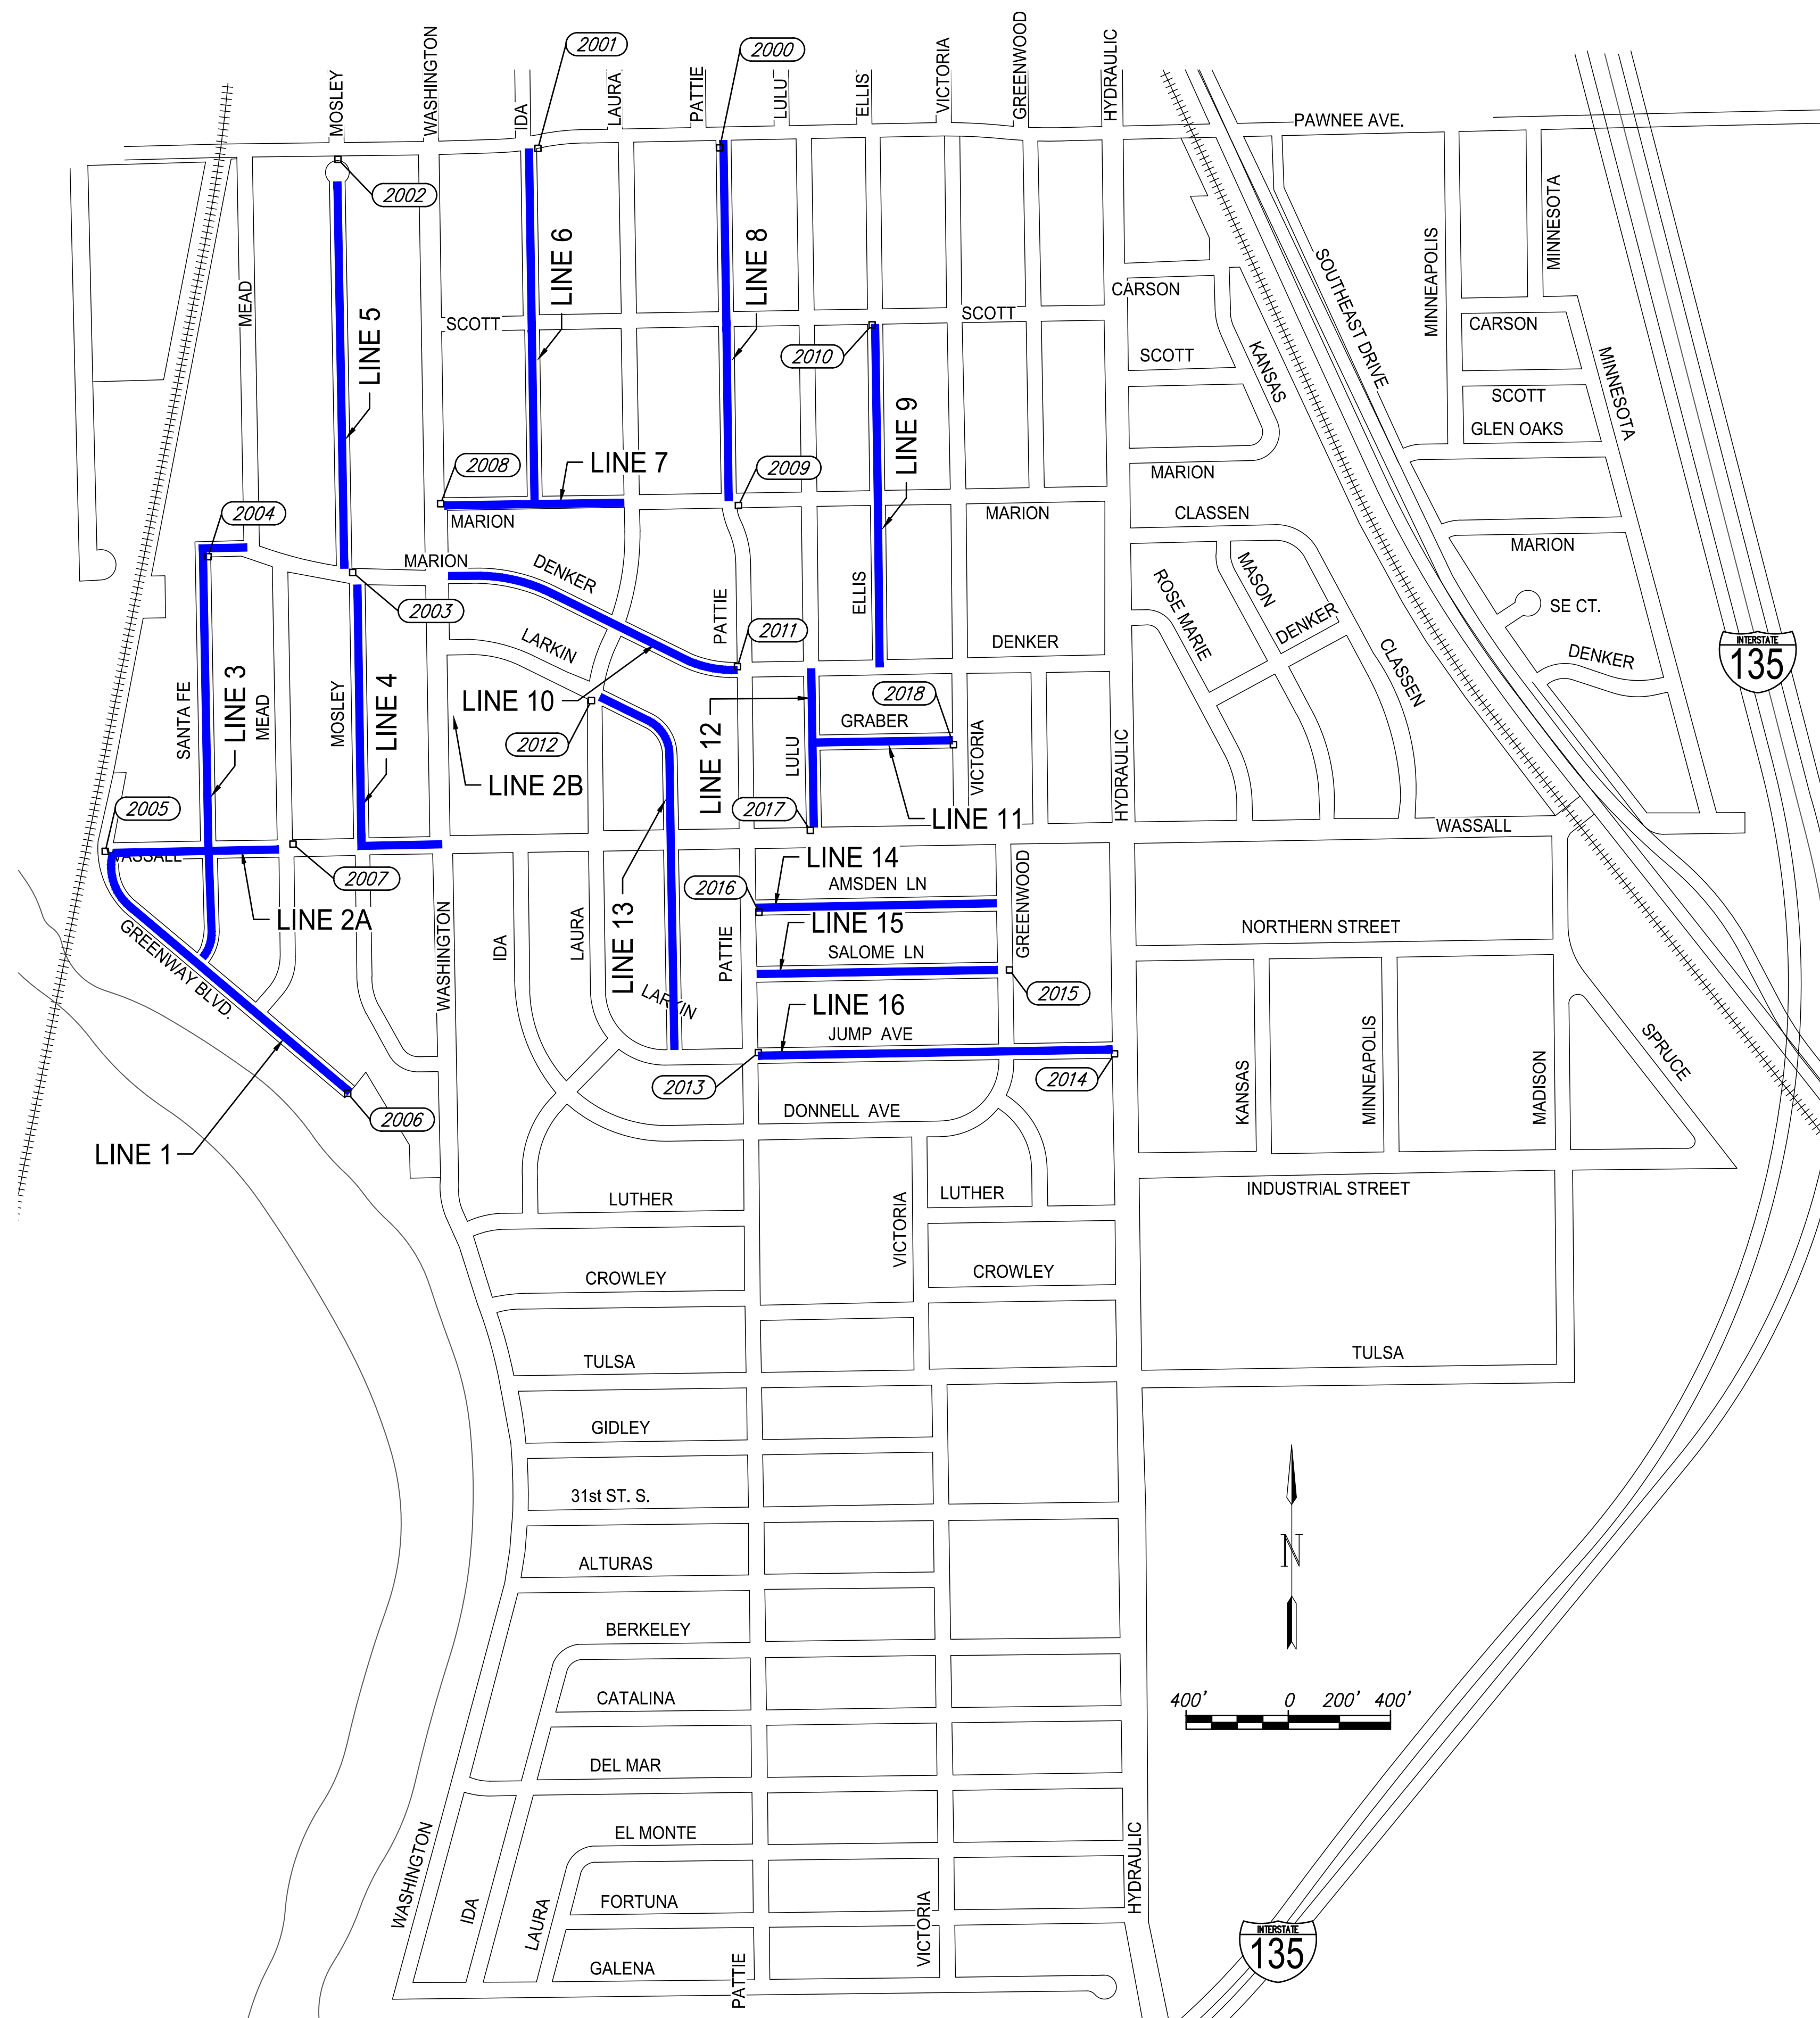 2001
2000
MOSLEY
WASHINGTON
IDA
LAURA
PATTIE
LULU
ELLIS
VICTORIA
GREENWOOD
HYDRAULIC
PAWNEE AVE.
2002
MEAD
LINE 5
LINE 6
LINE 8
SCOTT
SCOTT
2010
CARSON
SCOTT
KANSAS
SOUTHEAST DRIVE
MINNEAPOLIS
MINNESOTA
CARSON
MINNESOTA
SCOTT
GLEN OAKS
LINE 9
2008
LINE 7
2009
MARION
MARION
MARION
CLASSEN
2004
MARION
DENKER
MARION
MASON
ROSE MARIE
DENKER
SE CT.
DENKER
CLASSEN
INTERSTATE
135
2003
LARKIN
PATTIE
2011
ELLIS
DENKER
SANTA FE
LINE 3
MEAD
MOSLEY
LINE 4
LINE 10
2012
LINE 2B
LINE 12
LULU
2018
GRABER
VICTORIA
HYDRAULIC
2005
2017
LINE 11
WASSALL
WASSALL
2007
LINE 2A
LINE 14
2016
AMSDEN LN
GREENWOOD
LINE 15
SALOME LN
NORTHERN STREET
GREENWAY BLVD.
WASHINGTON
IDA
LAURA
LINE 13
LARKIN
PATTIE
2015
LINE 16
JUMP AVE
2013
2014
KANSAS
MINNEAPOLIS
MADISON
SPRUCE
LINE 1
2006
DONNELL AVE
LUTHER
VICTORIA
LUTHER
INDUSTRIAL STREET
CROWLEY
CROWLEY
TULSA
TULSA
GIDLEY
31st ST. S.
ALTURAS
N
BERKELEY
CATALINA
400' 0 200' 400'
DEL MAR
EL MONTE
WASHINGTON
IDA
LAURA
FORTUNA
VICTORIA
HYDRAULIC
GALENA
PATTIE
INTERSTATE
135